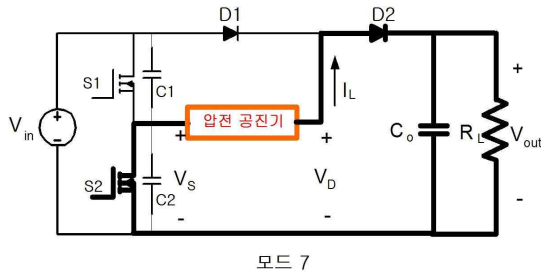 D1
D2
S1
C1
I_L
+
V_in
압전 공진기
C_o
R_L
V_out
+
+
S2
V_S
V_D
C2
-
-
-
모드 7